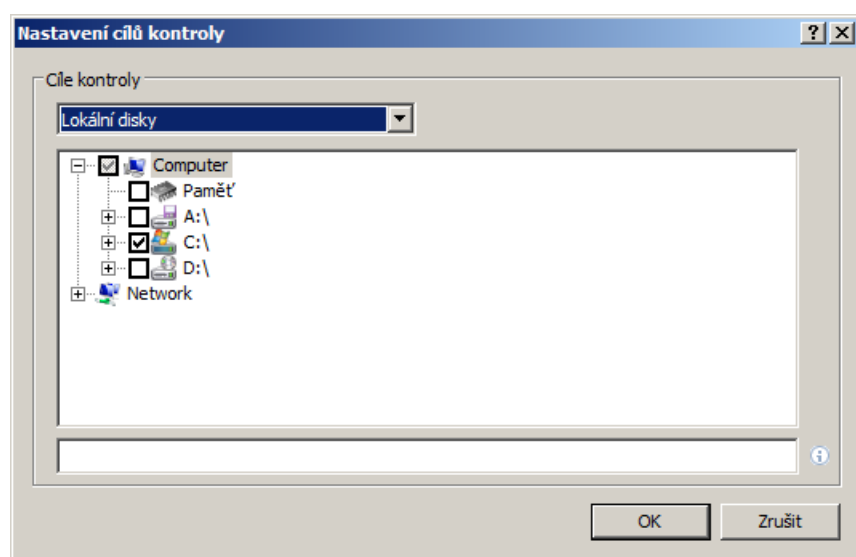 Nastavení cílů kontroly
Cíle kontroly
Lokální disky
Computer
Paměť
A:\
C:\
D:\
Network
OK
Zrušit